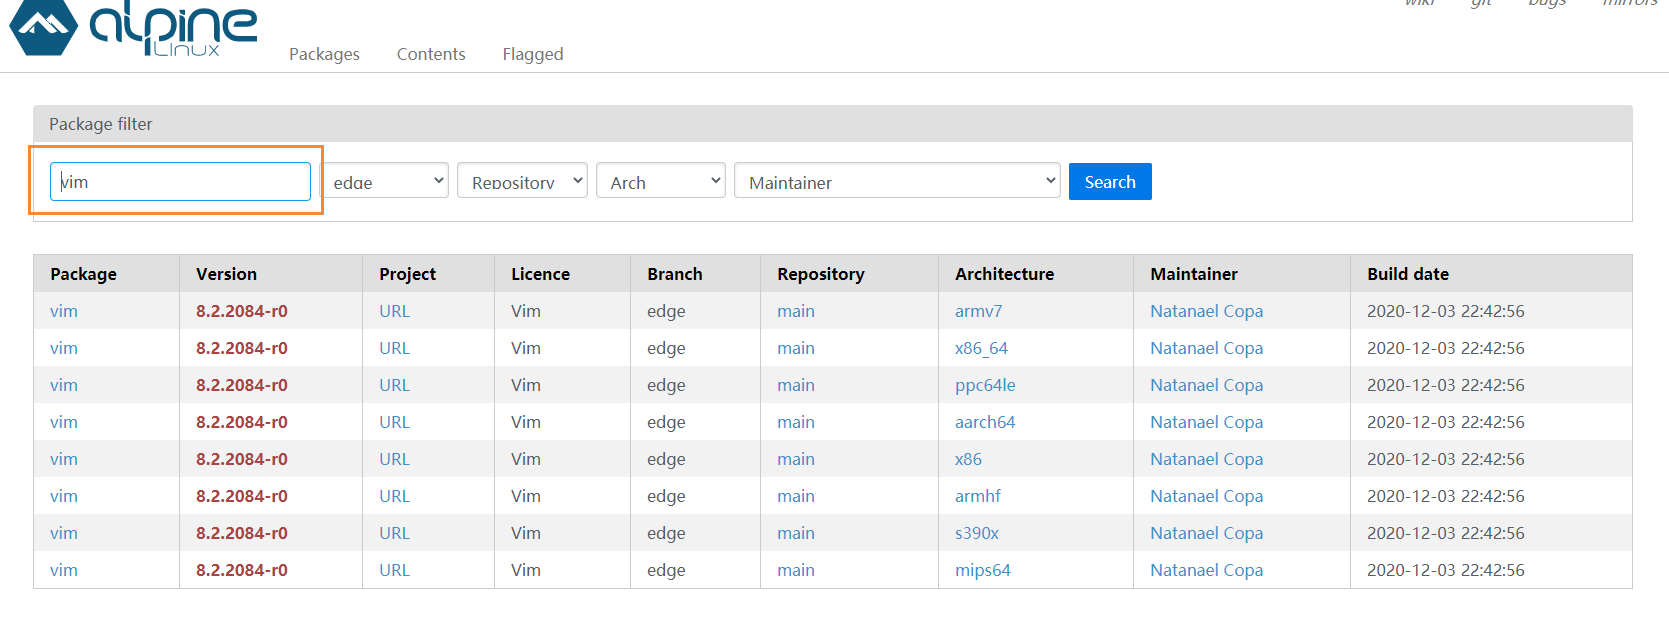 wiki git bugs mirrors
alpine
Linux
Packages Contents Flagged
Package filter
vim edge Repository Arch Maintainer Search
Package Version Project Licence Branch Repository Architecture Maintainer Build date
vim 8.2.2084-r0 URL Vim edge main armv7 Natanael Copa 2020-12-03 22:42:56
vim 8.2.2084-r0 URL Vim edge main x86_64 Natanael Copa 2020-12-03 22:42:56
vim 8.2.2084-r0 URL Vim edge main ppc64le Natanael Copa 2020-12-03 22:42:56
vim 8.2.2084-r0 URL Vim edge main aarch64 Natanael Copa 2020-12-03 22:42:56
vim 8.2.2084-r0 URL Vim edge main x86 Natanael Copa 2020-12-03 22:42:56
vim 8.2.2084-r0 URL Vim edge main armhf Natanael Copa 2020-12-03 22:42:56
vim 8.2.2084-r0 URL Vim edge main s390x Natanael Copa 2020-12-03 22:42:56
vim 8.2.2084-r0 URL Vim edge main mips64 Natanael Copa 2020-12-03 22:42:56